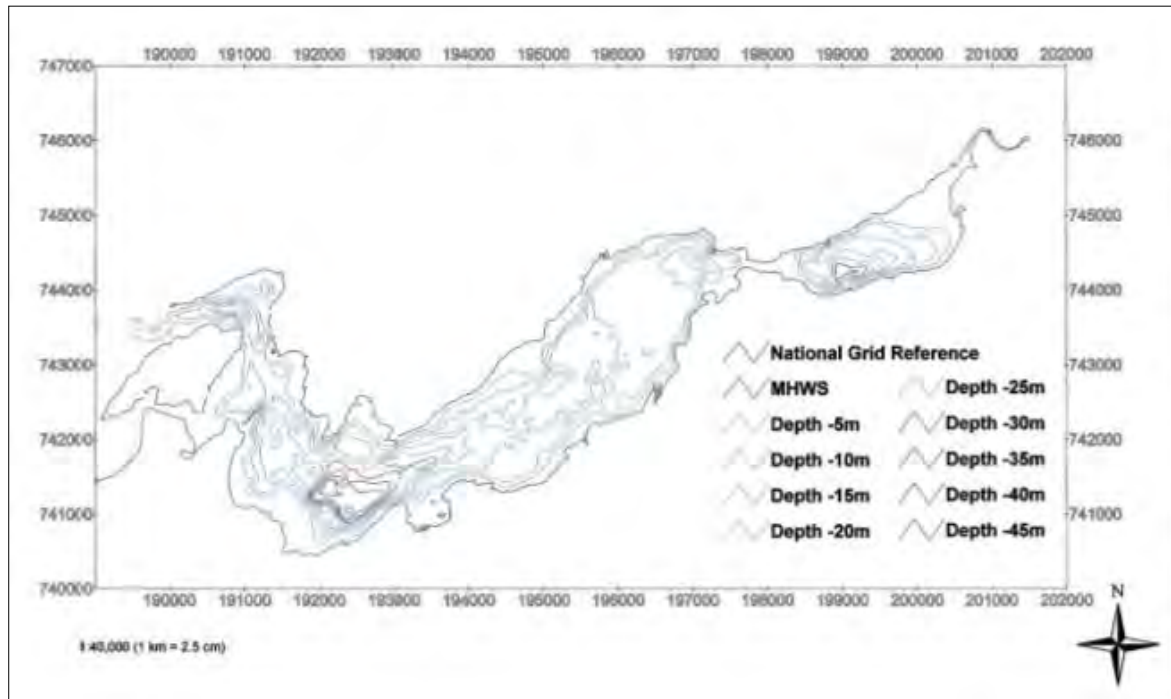 190000 191000 192000 193000 194000 195000 196000 197000 198000 199000 200000 201000 202000
747000
746000 746000
745000 745000
744000 744000
743000 743000
National Grid Reference
MHWS Depth -25m
742000 Depth -5m Depth -30m 742000
Depth -10m Depth -35m
741000 Depth -15m Depth -40m 741000
Depth -20m Depth -45m
740000
190000 191000 192000 193000 194000 195000 196000 197000 198000 199000 200000 201000 202000
N
1:40,000 (1 km = 2.5 cm)